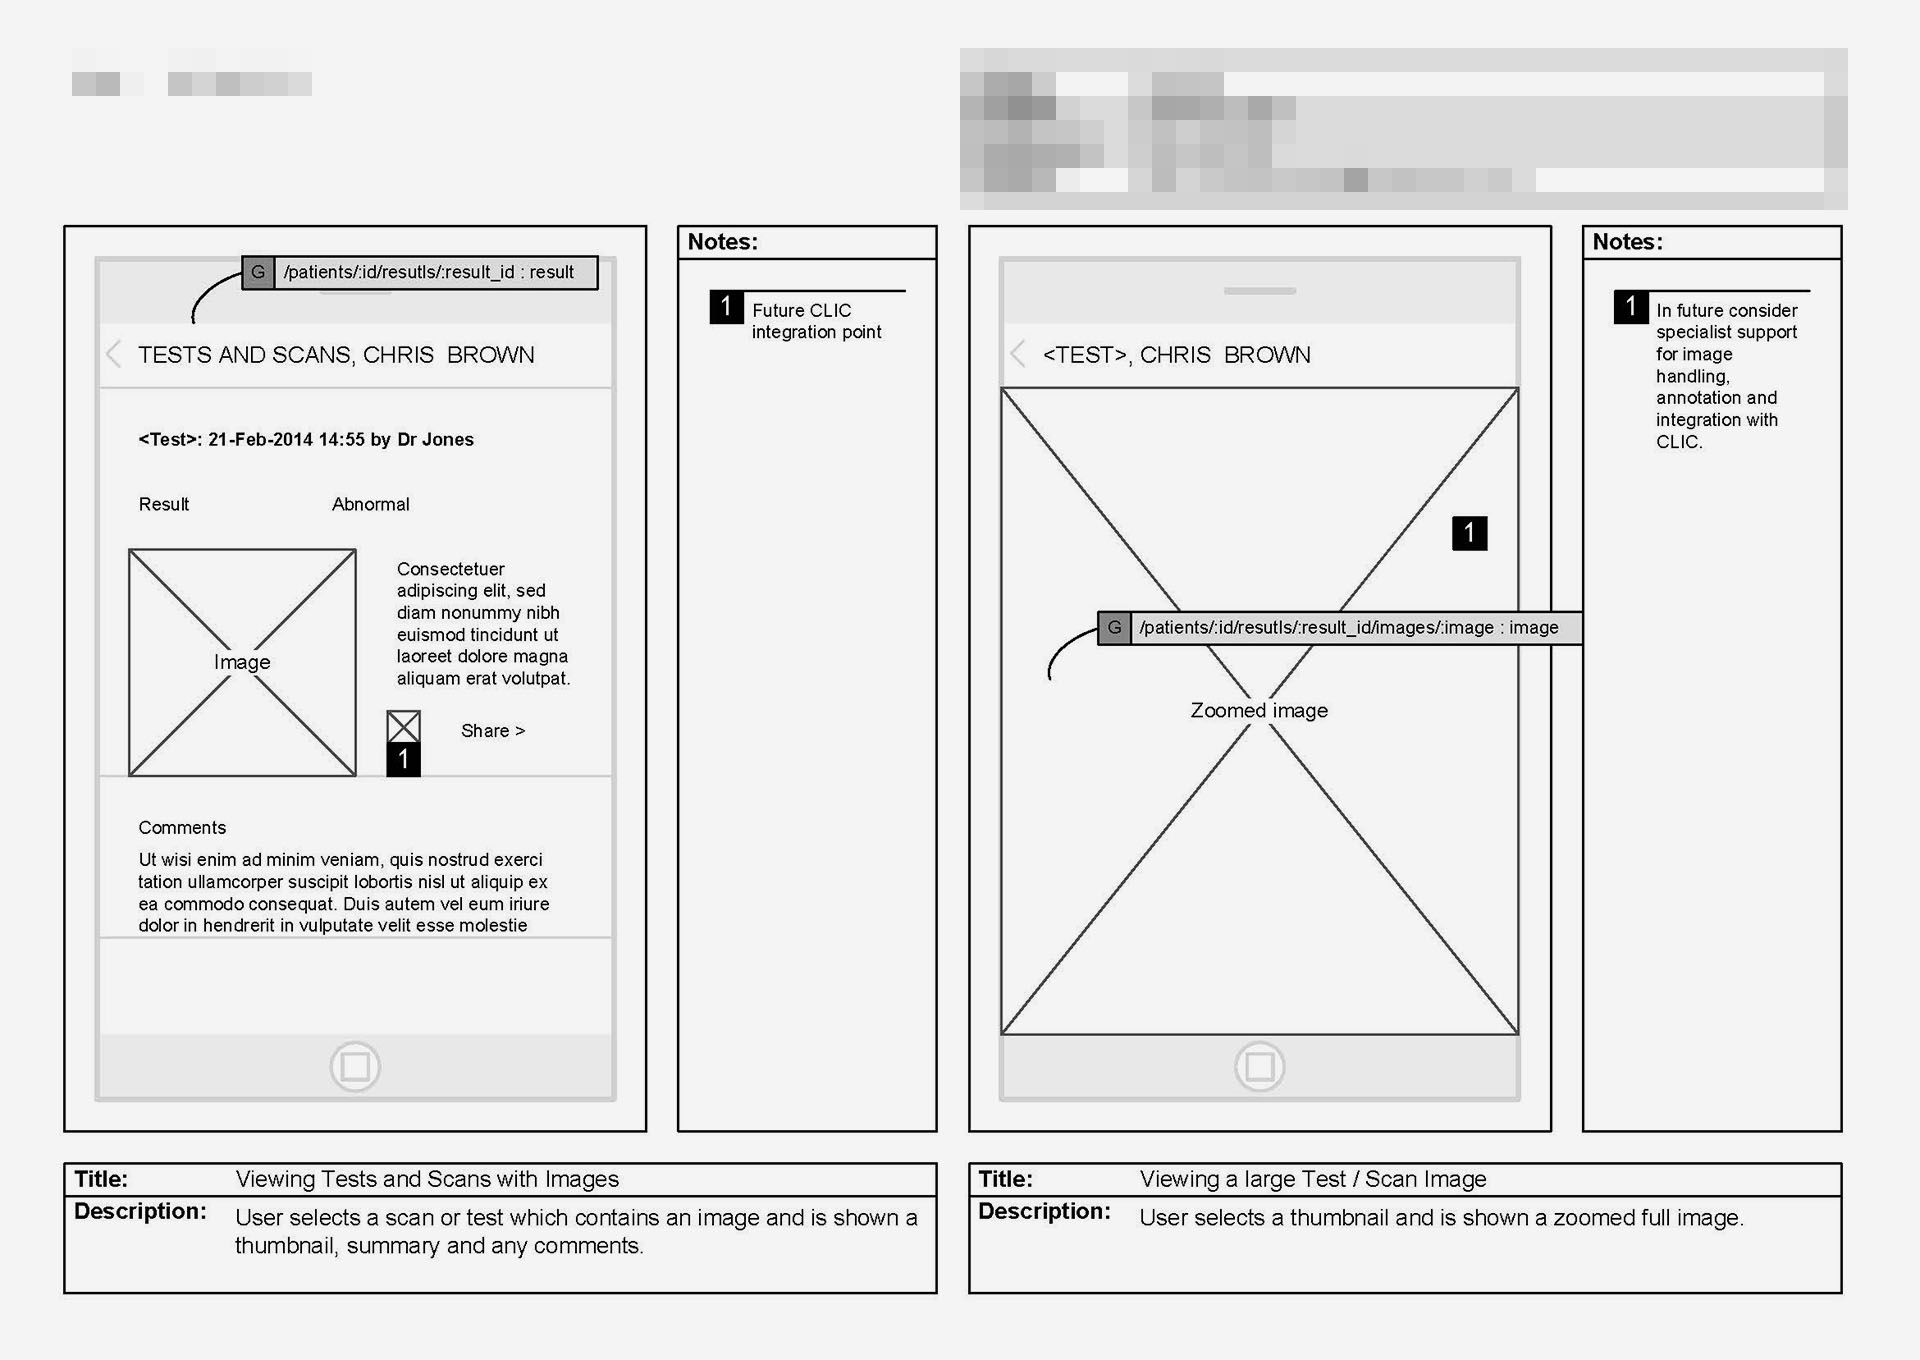 G /patients/:id/resutls/:result_id : result
TESTS AND SCANS, CHRIS BROWN
<Test>: 21-Feb-2014 14:55 by Dr Jones
Result Abnormal
Image
Consectetuer
adipiscing elit, sed
diam nonummy nibh
euismod tincidunt ut
laoreet dolore magna
aliquam erat volutpat.
Share >
1
Comments
Ut wisi enim ad minim veniam, quis nostrud exerci
tation ullamcorper suscipit lobortis nisl ut aliquip ex
ea commodo consequat. Duis autem vel eum iriure
dolor in hendrerit in vulputate velit esse molestie
Notes:
1 Future CLIC
integration point
Title: Viewing Tests and Scans with Images
Description: User selects a scan or test which contains an image and is shown a
thumbnail, summary and any comments.
<TEST>, CHRIS BROWN
1
G /patients/:id/resutls/:result_id/images/:image : image
Zoomed image
Notes:
1 In future consider
specialist support
for image
handling,
annotation and
integration with
CLIC.
Title: Viewing a large Test / Scan Image
Description: User selects a thumbnail and is shown a zoomed full image.